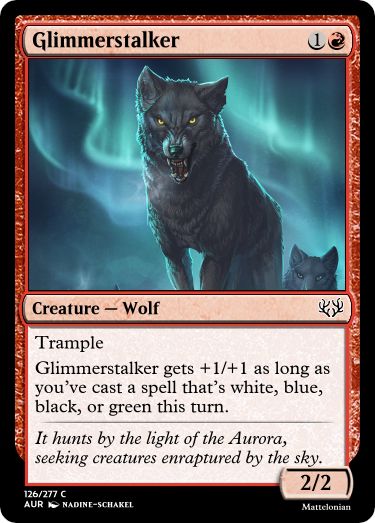 Glimmerstalker 1
Creature — Wolf
Trample
Glimmerstalker gets +1/+1 as long as
you've cast a spell that's white, blue,
black, or green this turn.
It hunts by the light of the Aurora,
seeking creatures enraptured by the sky.
2/2
126/277 C
AUR NADINE-SCHAKEL
Mattelonian